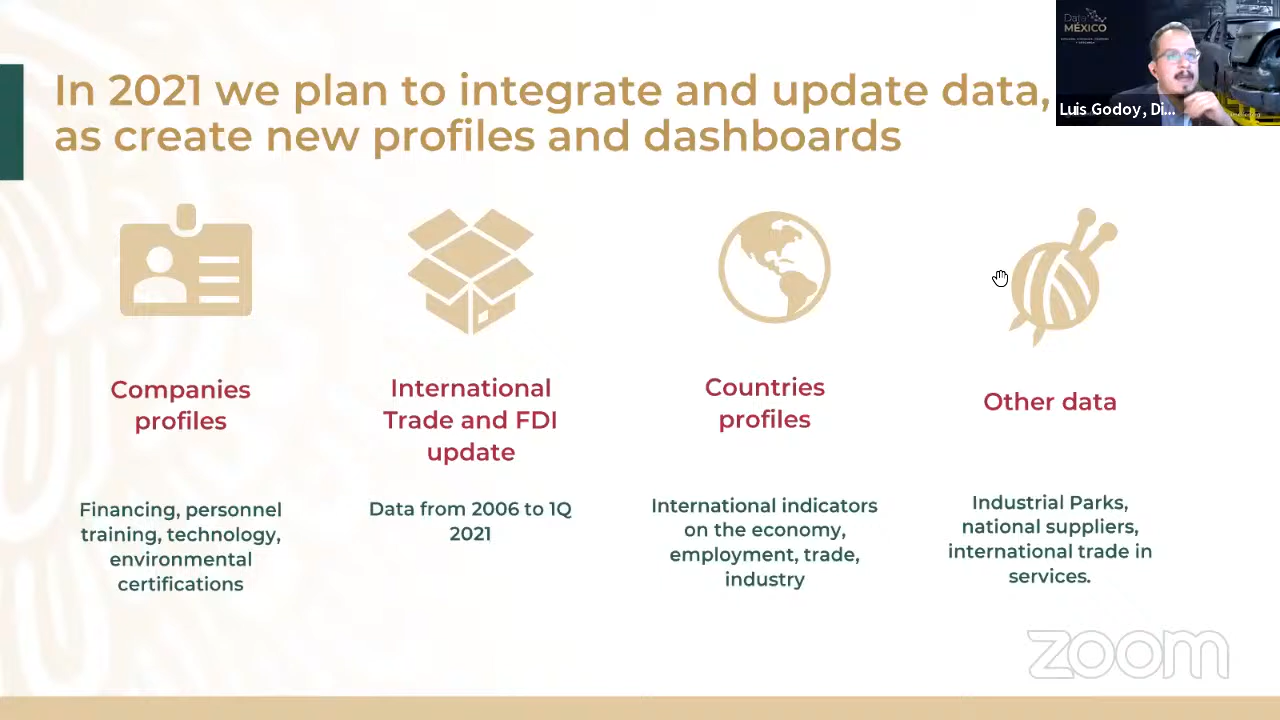 In 2021 we plan to integrate and update data,
as create new profiles and dashboards
Data
MÉXICO
Luis Godoy, Di...
Companies
profiles
International
Trade and FDI
update
Countries
profiles
Other data
Financing, personnel
training, technology,
environmental
certifications
Data from 2006 to 1Q
2021
International indicators
on the economy,
employment, trade,
industry
Industrial Parks,
national suppliers,
international trade in
services.
zoom